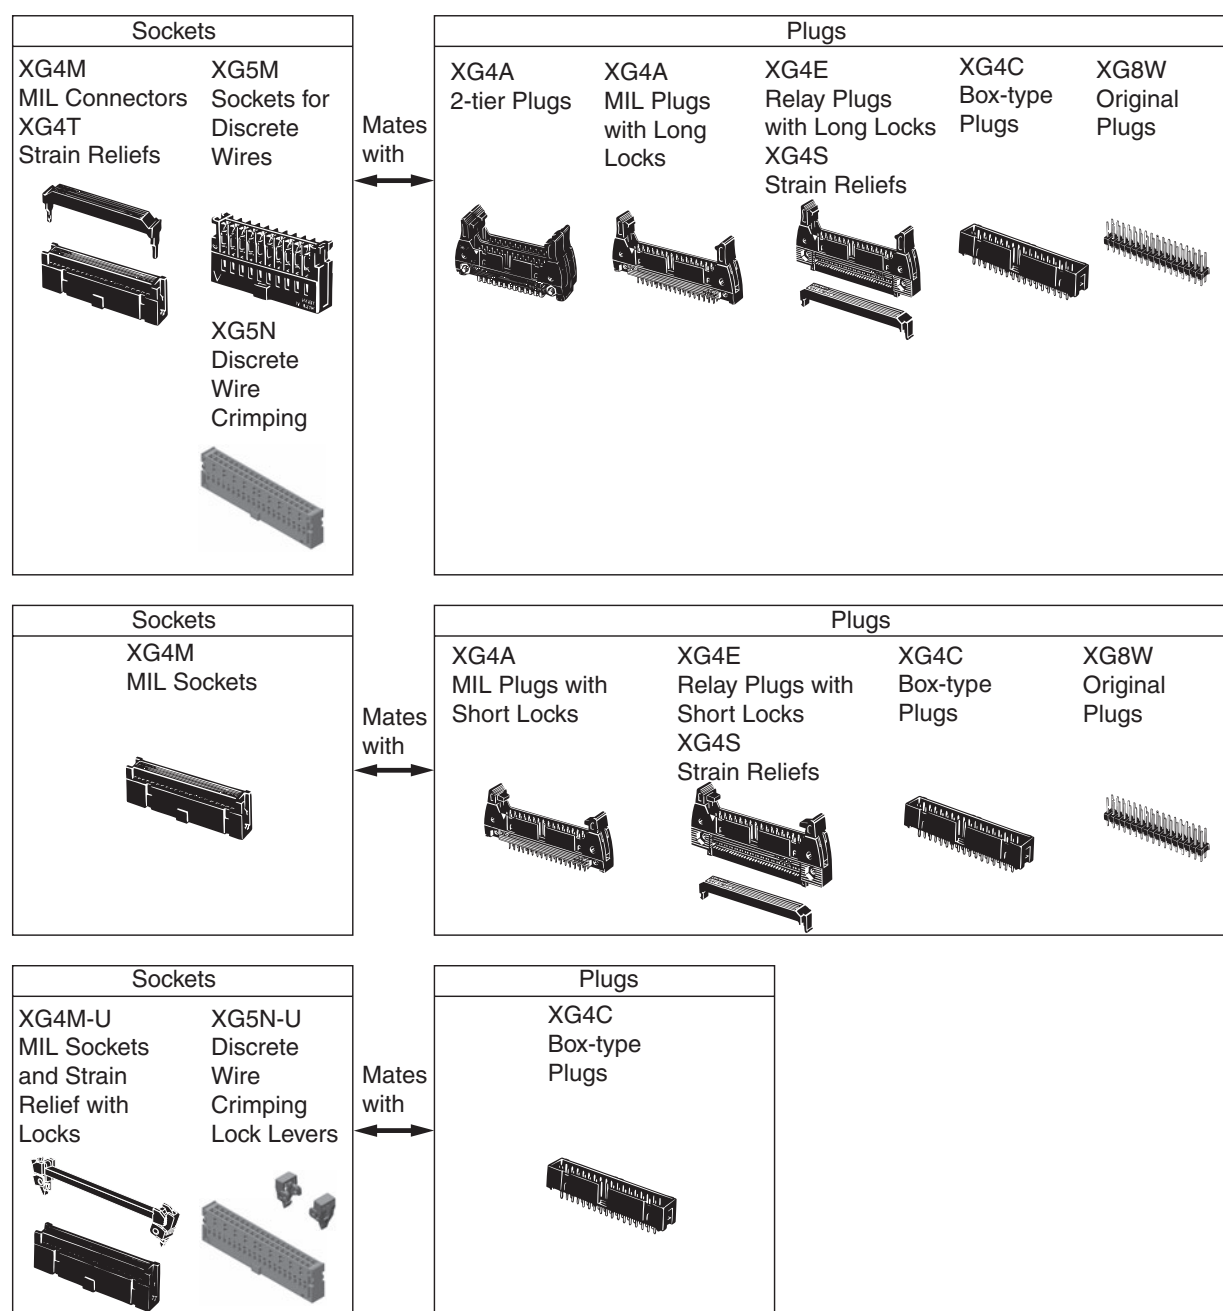 Sockets
XG4M
MIL Connectors
XG4T
Strain Reliefs
XG5M
Sockets for
Discrete
Wires
XG5N
Discrete
Wire
Crimping
Mates
with
Plugs
XG4A
2-tier Plugs
XG4A
MIL Plugs
with Long
Locks
XG4E
Relay Plugs
with Long Locks
XG4S
Strain Reliefs
XG4C
Box-type
Plugs
XG8W
Original
Plugs
Sockets
XG4M
MIL Sockets
Mates
with
Plugs
XG4A
MIL Plugs with
Short Locks
XG4E
Relay Plugs with
Short Locks
XG4S
Strain Reliefs
XG4C
Box-type
Plugs
XG8W
Original
Plugs
Sockets
XG4M-U
MIL Sockets
and Strain
Relief with
Locks
XG5N-U
Discrete
Wire
Crimping
Lock Levers
Mates
with
Plugs
XG4C
Box-type
Plugs